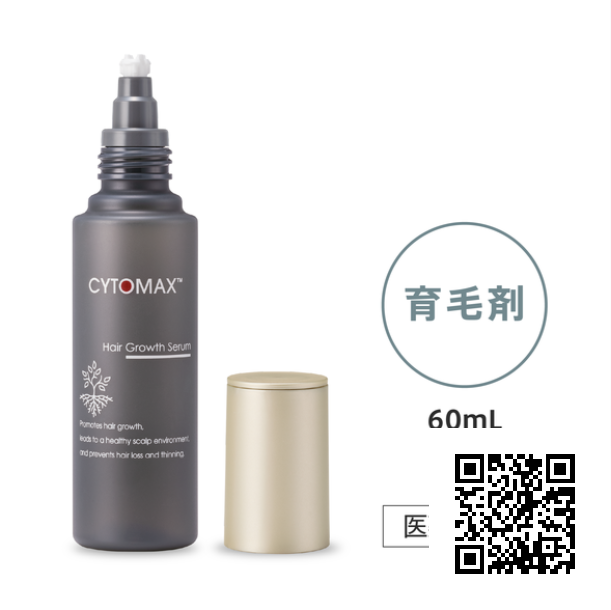 CYTOMAX™
Hair Growth Serum
Promotes hair growth,
leads to a healthy scalp environment,
and prevents hair loss and thinning.
育毛剤
60mL
医